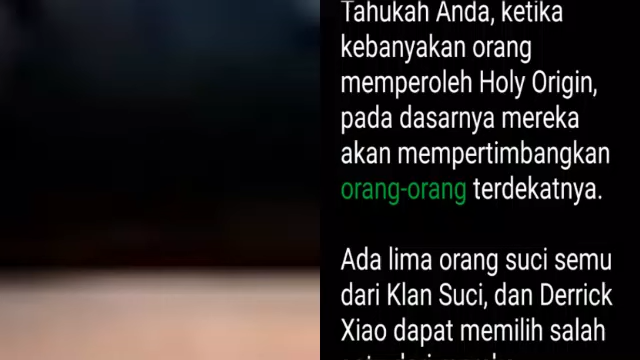 Tahukah Anda, ketika
kebanyakan orang
memperoleh Holy Origin,
pada dasarnya mereka
akan mempertimbangkan
orang-orang terdekatnya.
Ada lima orang suci semu
dari Klan Suci, dan Derrick
Xiao dapat memilih salah